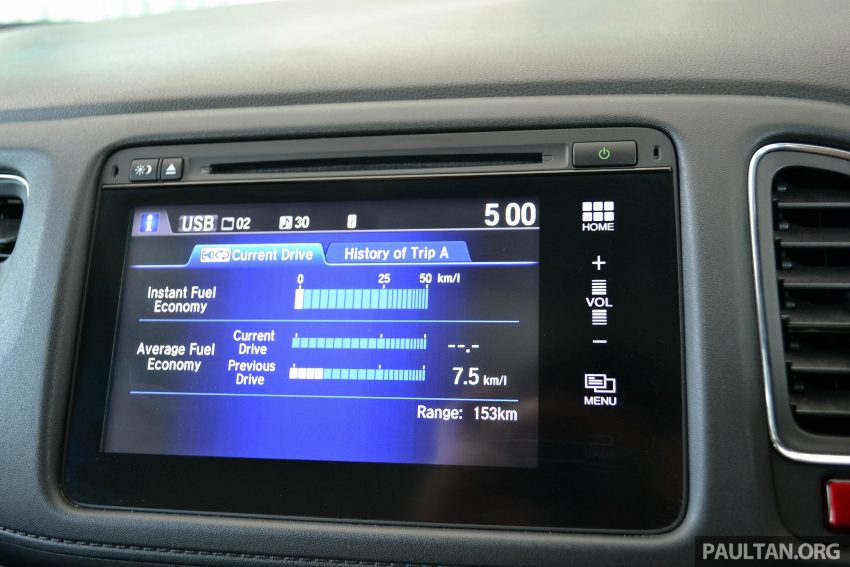 USB 02 30 5 00
HOME
Current Drive History of Trip A
0 25 50 km/l
Instant Fuel Economy
+
VOL
−
Average Fuel Economy
Current Drive --.-
Previous Drive 7.5 km/l
MENU
Range: 153km
BACK
PAULTAN.ORG